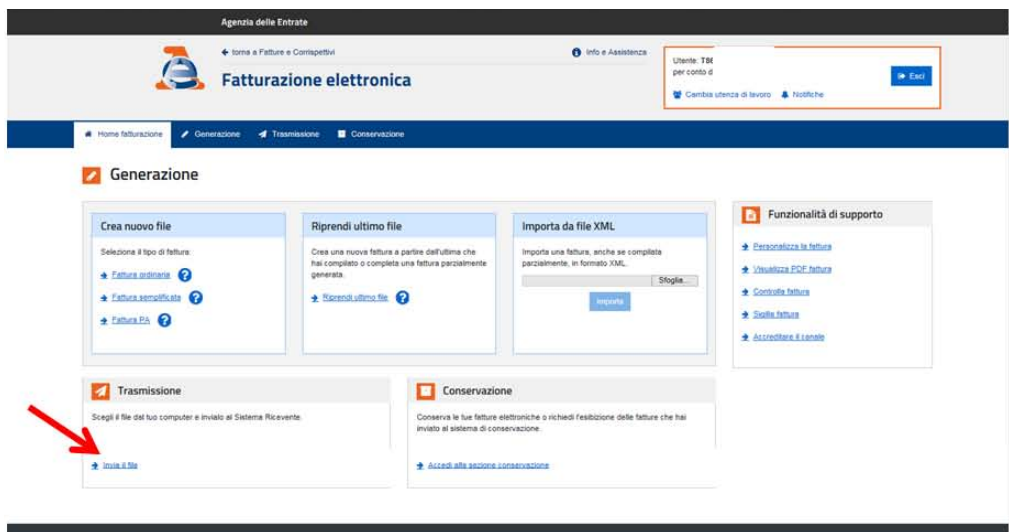 Agenzia delle Entrate
torna a Fatture e Corrispettivi
Info e Assistenza
Fatturazione elettronica
Utente: T86
per conto d
Esci
Cambia utenza di lavoro
Notifiche
Home fatturazione
Generazione
Trasmissione
Conservazione
Generazione
Crea nuovo file
Seleziona il tipo di fattura:
Fattura ordinaria ?
Fattura semplificata ?
Fattura PA ?
Riprendi ultimo file
Crea una nuova fattura a partire dall'ultima che
hai compilato o completa una fattura parzialmente
generata.
Riprendi ultimo file ?
Importa da file XML
Importa una fattura, anche se compilata
parzialmente, in formato XML.
Sfoglia...
Importa
Funzionalità di supporto
Personalizza la fattura
Visualizza PDF fattura
Controlla fattura
Sigilla fattura
Accreditare il canale
Trasmissione
Scegli il file dal tuo computer e invialo al Sistema Ricevente.
Invia il file
Conservazione
Conserva le tue fatture elettroniche o richiedi l'esibizione delle fatture che hai
inviato al sistema di conservazione.
Accedi alla sezione conservazione